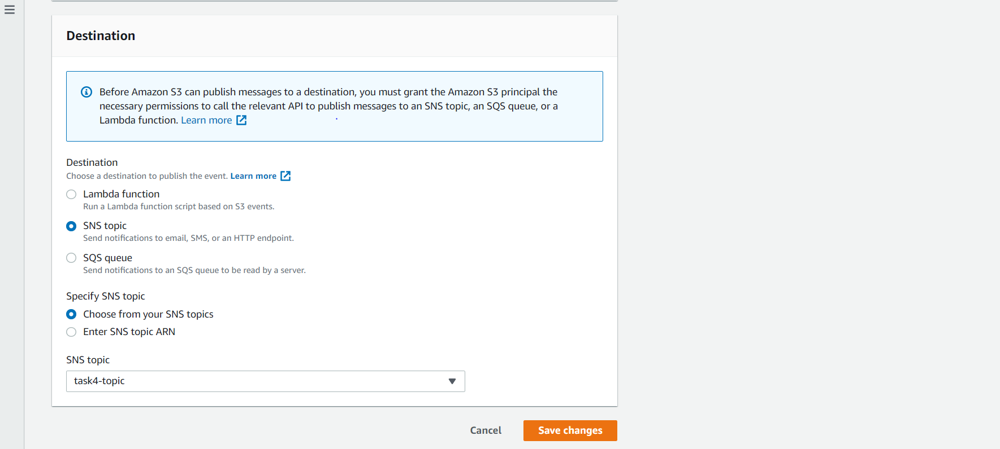 Destination
Before Amazon S3 can publish messages to a destination, you must grant the Amazon S3 principal the
necessary permissions to call the relevant API to publish messages to an SNS topic, an SQS queue, or a
Lambda function. Learn more
Destination
Choose a destination to publish the event. Learn more
Lambda function
Run a Lambda function script based on S3 events.
SNS topic
Send notifications to email, SMS, or an HTTP endpoint.
SQS queue
Send notifications to an SQS queue to be read by a server.
Specify SNS topic
Choose from your SNS topics
Enter SNS topic ARN
SNS topic
task4-topic
Cancel
Save changes